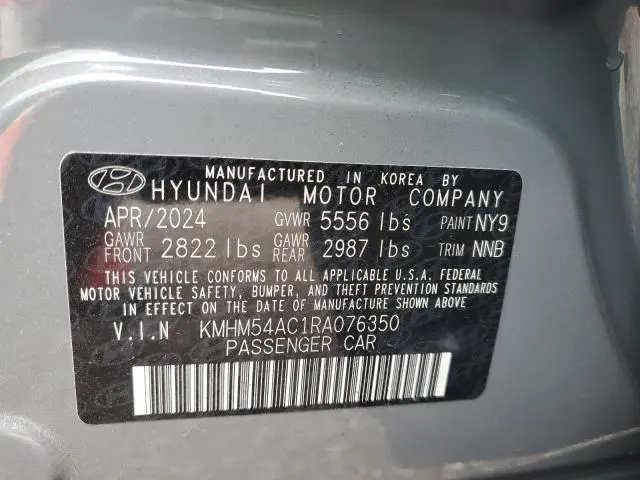 MANUFACTURED IN KOREA BY
HYUNDAI MOTOR COMPANY
APR/2024 GVWR 5556 lbs PAINT NY9
GAWR FRONT 2822 lbs GAWR REAR 2987 lbs TRIM NNB
THIS VEHICLE CONFORMS TO ALL APPLICABLE U.S.A. FEDERAL
MOTOR VEHICLE SAFETY, BUMPER, AND THEFT PREVENTION STANDARDS
IN EFFECT ON THE DATE OF MANUFACTURE SHOWN ABOVE
V.I.N KMHM54AC1RA076350
PASSENGER CAR